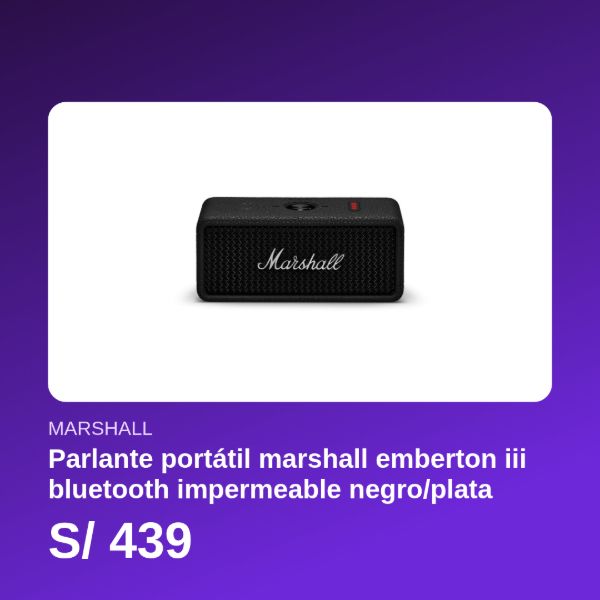 Marshall
MARSHALL
Parlante portátil marshall emberton iii
bluetooth impermeable negro/plata
S/ 439